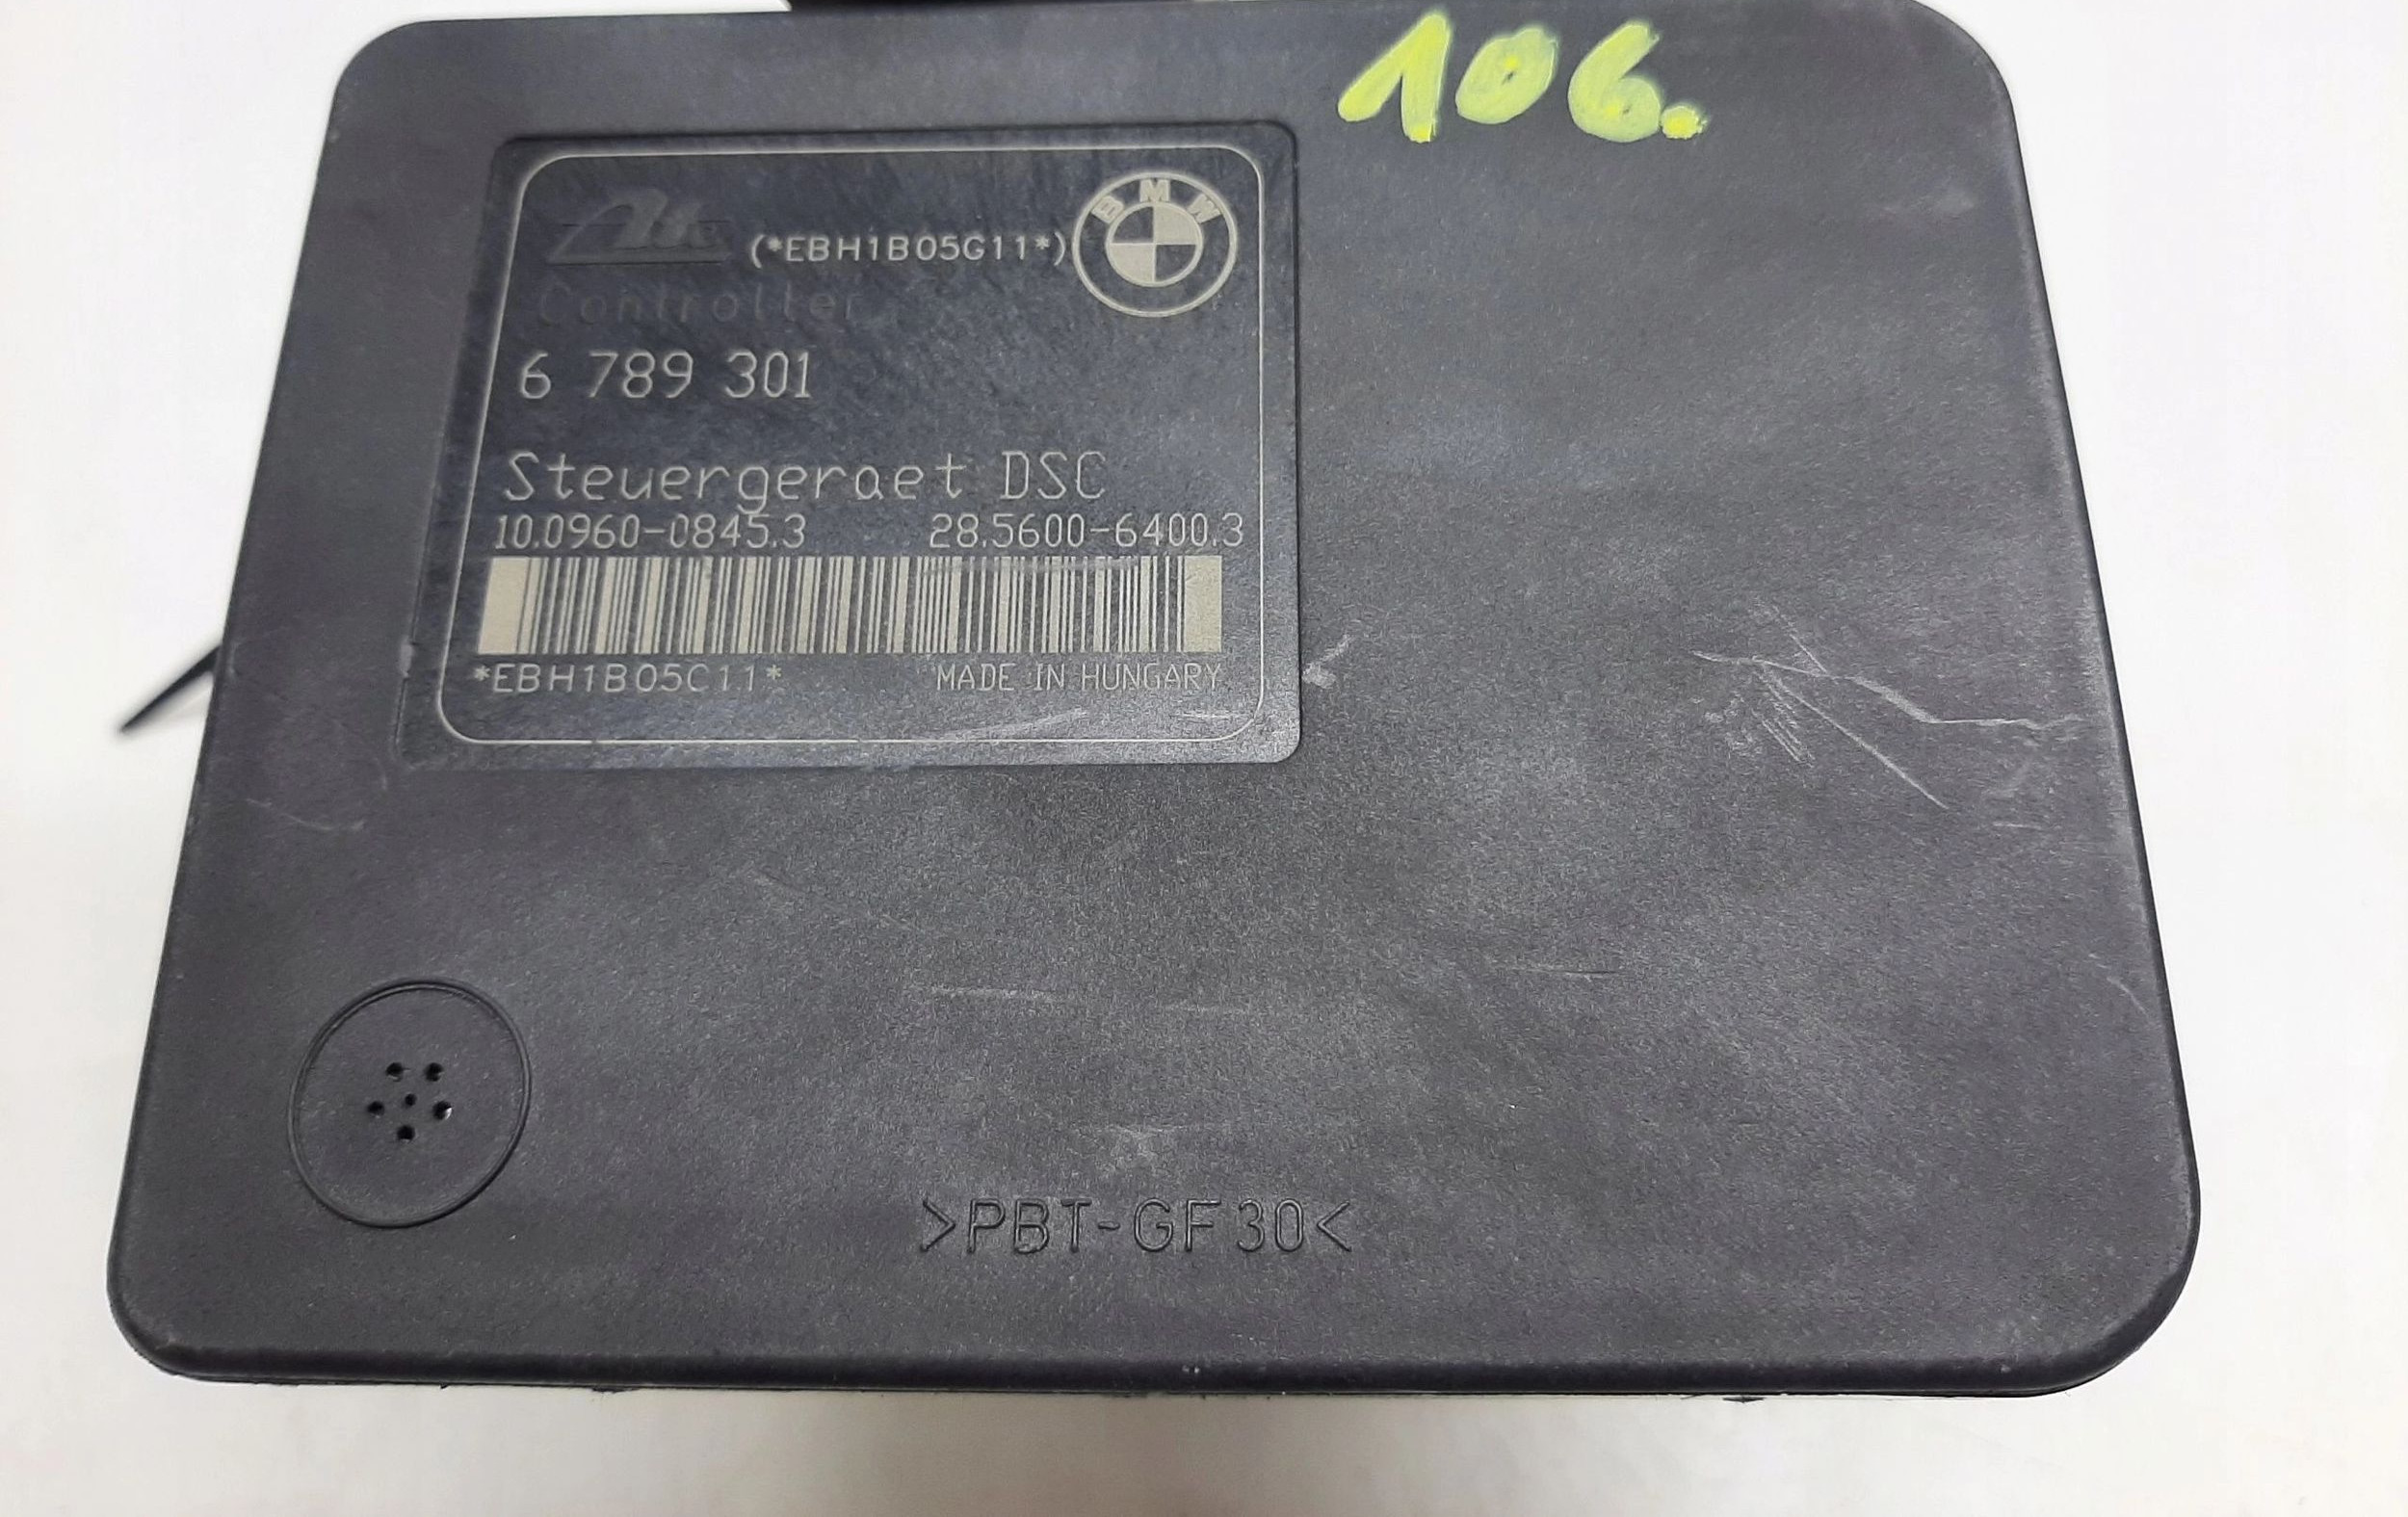 106.
Ate (*EBH1B05G11*) BMW
Controller
6 789 301
Steuergeraet DSC
10.0960-0845.3 28.5600-6400.3
*EBH1B05C11* MADE IN HUNGARY
>PBT-GF30<